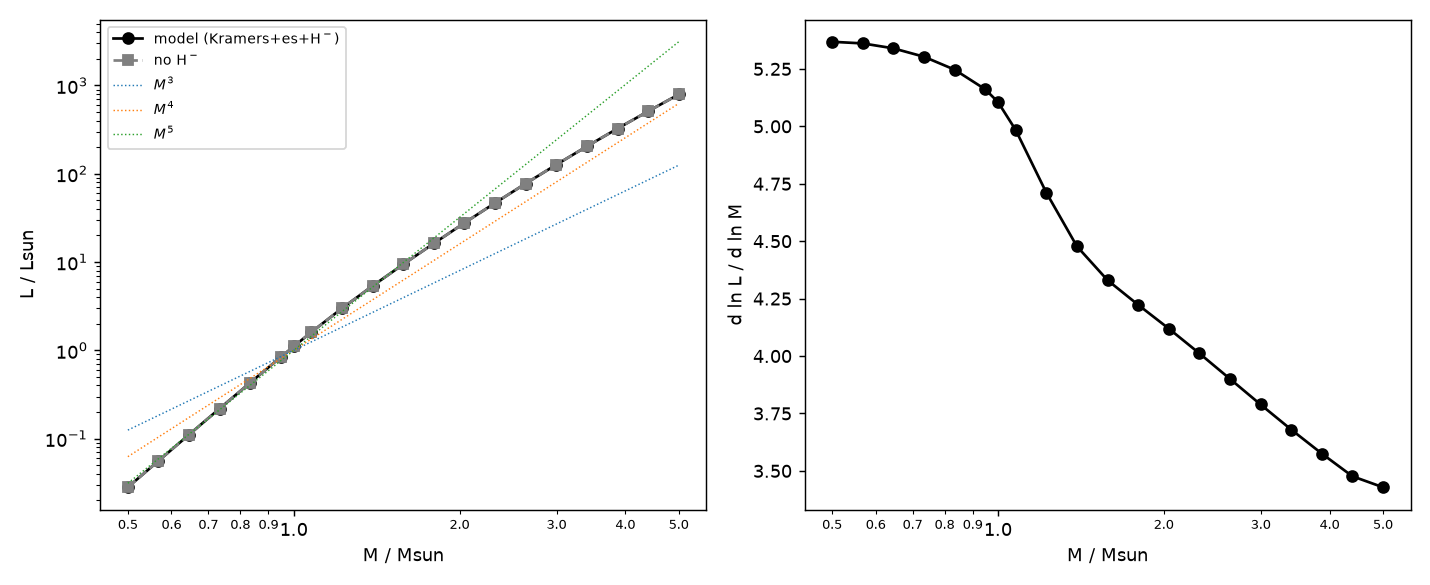 model (Kramers+es+H⁻)
no H⁻
M³
M⁴
M⁵
10³
10²
10¹
10⁰
10⁻¹
L / Lsun
0.5 0.6 0.7 0.8 0.9 1.0 2.0 3.0 4.0 5.0
M / Msun
5.25
5.00
4.75
4.50
4.25
4.00
3.75
3.50
d ln L / d ln M
0.5 0.6 0.7 0.8 0.9 1.0 2.0 3.0 4.0 5.0
M / Msun